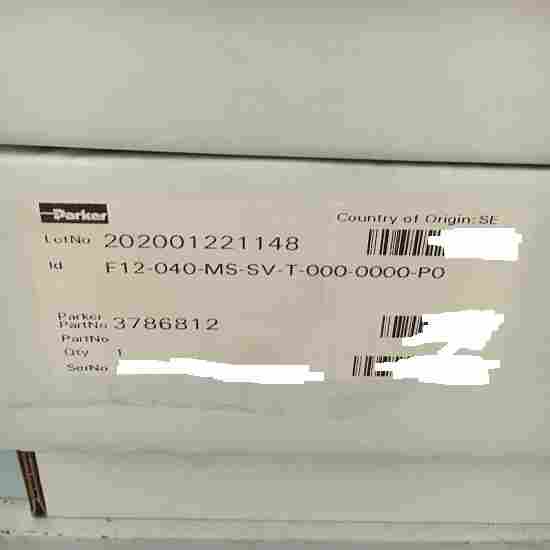 Parker
Country of Origin: SE
LotNo 202001221148
Id F12-040-MS-SV-T-000-0000-P0
Parker
PartNo 3786812
PartNo
Qty 1
SerNo